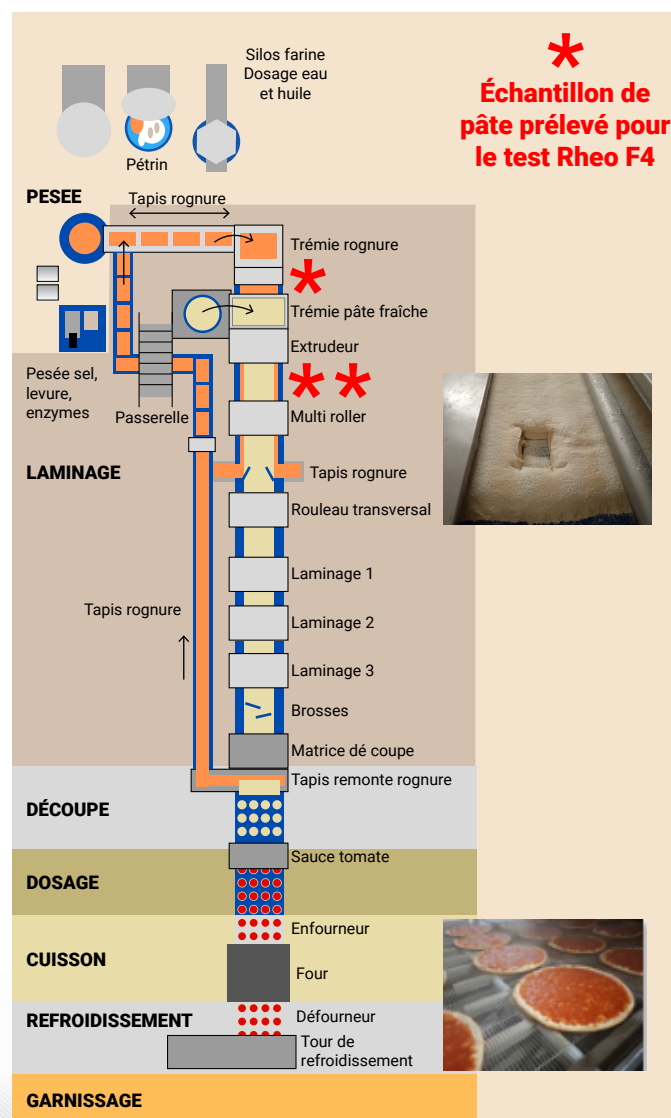 Silos farine
Dosage eau
et huile
*
Échantillon de
pâte prélevé pour
le test Rheo F4
Pétrin
PESEE
Tapis rognure
Trémie rognure
*
Trémie pâte fraîche
Extrudeur
Pesée sel,
levure,
enzymes
Passerelle
* *
Multi roller
LAMINAGE
Tapis rognure
Rouleau transversal
Laminage 1
Tapis rognure
Laminage 2
Laminage 3
Brosses
Matrice dé coupe
Tapis remonte rognure
DÉCOUPE
Sauce tomate
DOSAGE
Enfourneur
CUISSON
Four
REFROIDISSEMENT
Défourneur
Tour de
refroidissement
GARNISSAGE